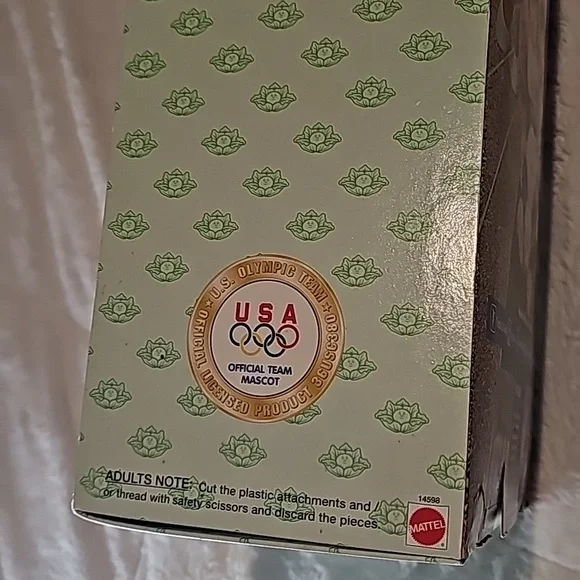 U.S. OLYMPIC TEAM
36USC380
OFFICIAL LICENSED PRODUCT
USA
OFFICIAL TEAM
MASCOT
ADULTS NOTE: Cut the plastic attachments and /
or thread with safety scissors and discard the pieces.
14598
MATTEL